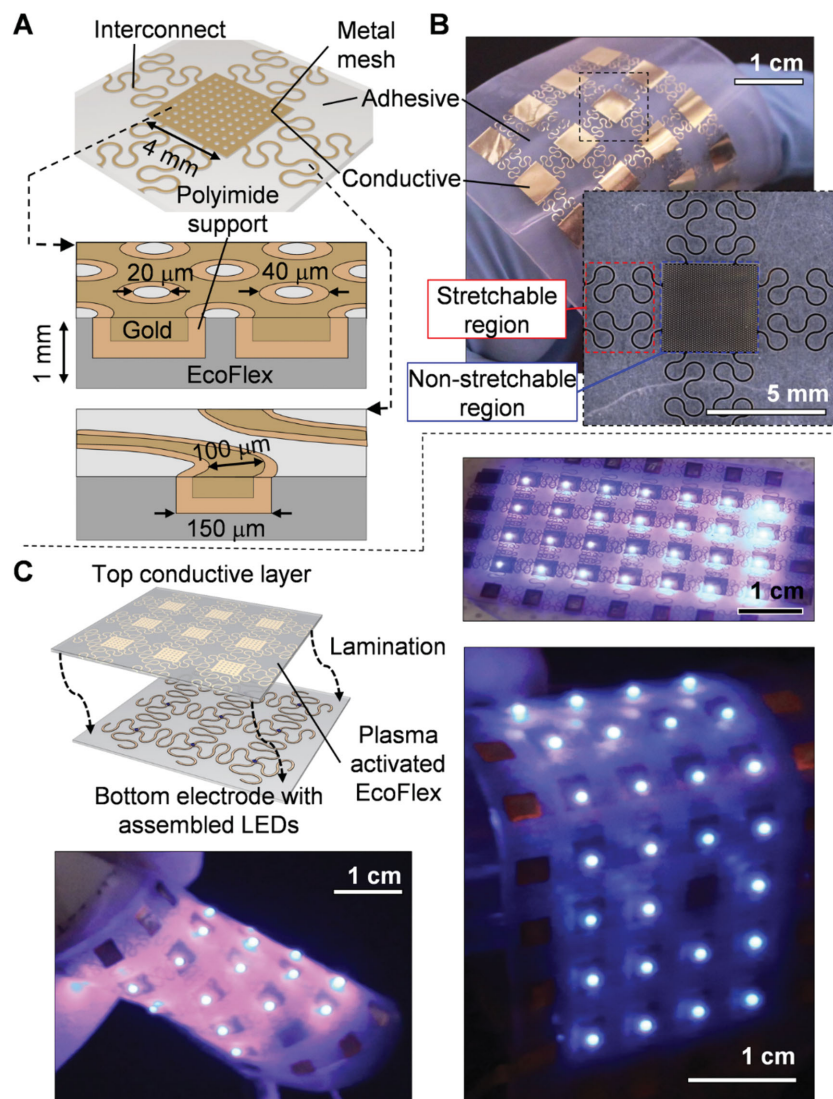 A
Interconnect
Metal
mesh
Adhesive
Conductive
4 mm
Polyimide
support
20 μm
40 μm
Gold
1 mm
EcoFlex
100 μm
150 μm
B
1 cm
Stretchable
region
Non-stretchable
region
5 mm
1 cm
C
Top conductive layer
Lamination
Plasma
activated
EcoFlex
Bottom electrode with
assembled LEDs
1 cm
1 cm